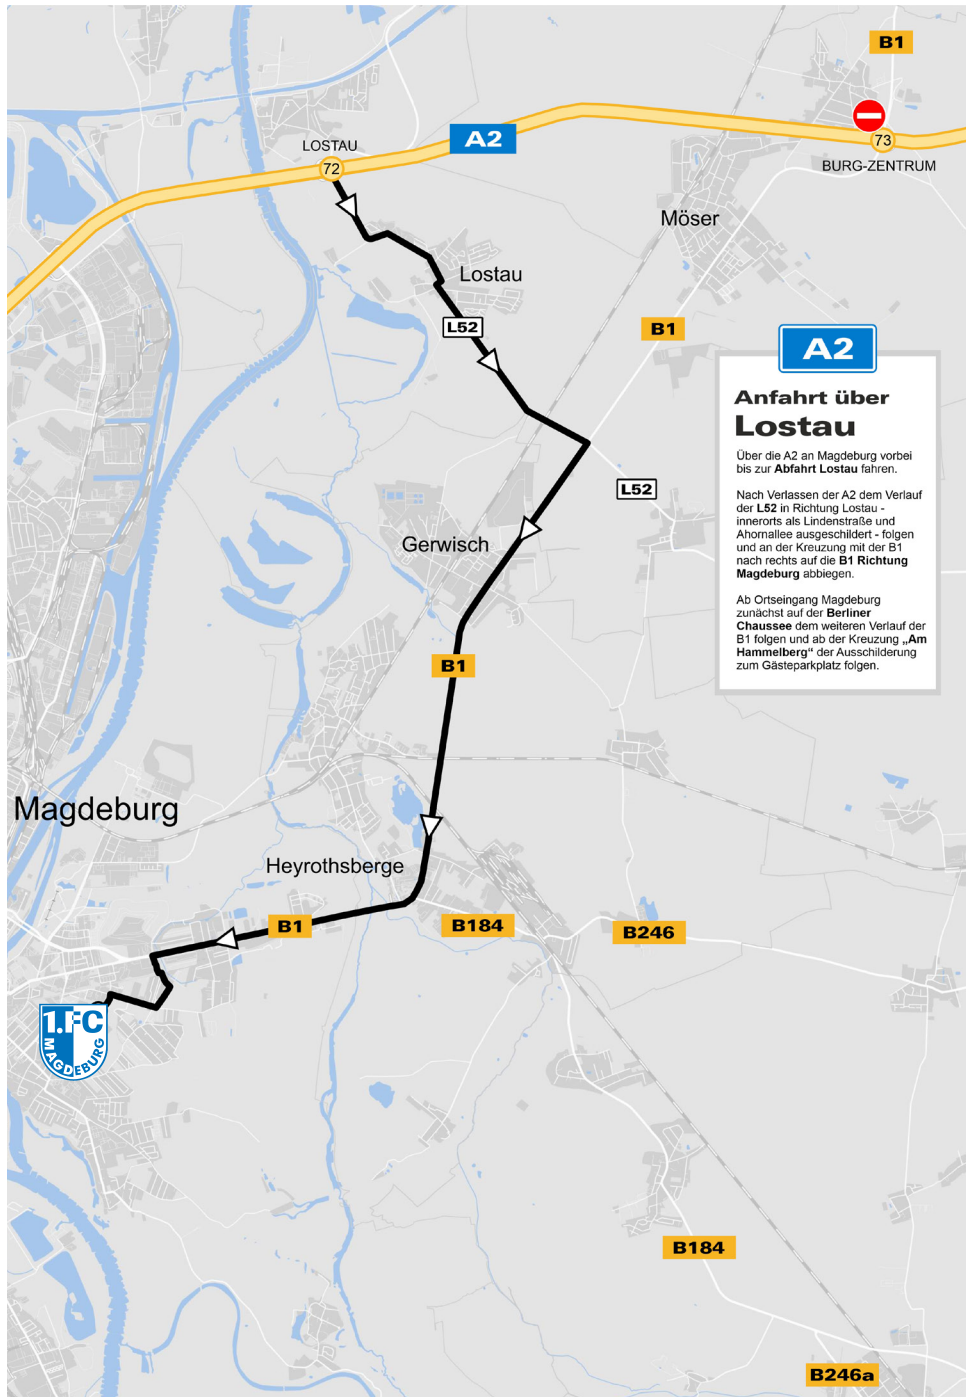 B1
A2
LOSTAU
72
73
BURG-ZENTRUM
Möser
Lostau
L52
B1
A2
Anfahrt über
Lostau
Über die A2 an Magdeburg vorbei
bis zur Abfahrt Lostau fahren.
Nach Verlassen der A2 dem Verlauf
der L52 in Richtung Lostau -
innerorts als Lindenstraße und
Ahornallee ausgeschildert - folgen
und an der Kreuzung mit der B1
nach rechts auf die B1 Richtung
Magdeburg abbiegen.
Ab Ortseingang Magdeburg
zunächst auf der Berliner
Chaussee dem weiteren Verlauf der
B1 folgen und ab der Kreuzung „Am
Hammelberg“ der Ausschilderung
zum Gästeparkplatz folgen.
L52
Gerwisch
B1
Magdeburg
Heyrothsberge
B1
B184
B246
1.FC
MAGDEBURG
B184
B246a